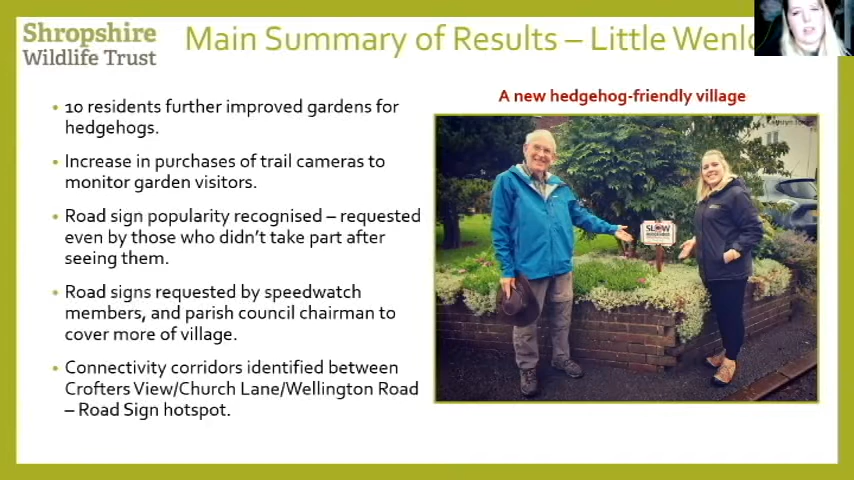 Shropshire
Wildlife Trust
Main Summary of Results – Little Wenlo
A new hedgehog-friendly village
• 10 residents further improved gardens for
hedgehogs.
• Increase in purchases of trail cameras to
monitor garden visitors.
• Road sign popularity recognised – requested
even by those who didn't take part after
seeing them.
• Road signs requested by speedwatch
members, and parish council chairman to
cover more of village.
• Connectivity corridors identified between
Crofters View/Church Lane/Wellington Road
– Road Sign hotspot.
SLOW